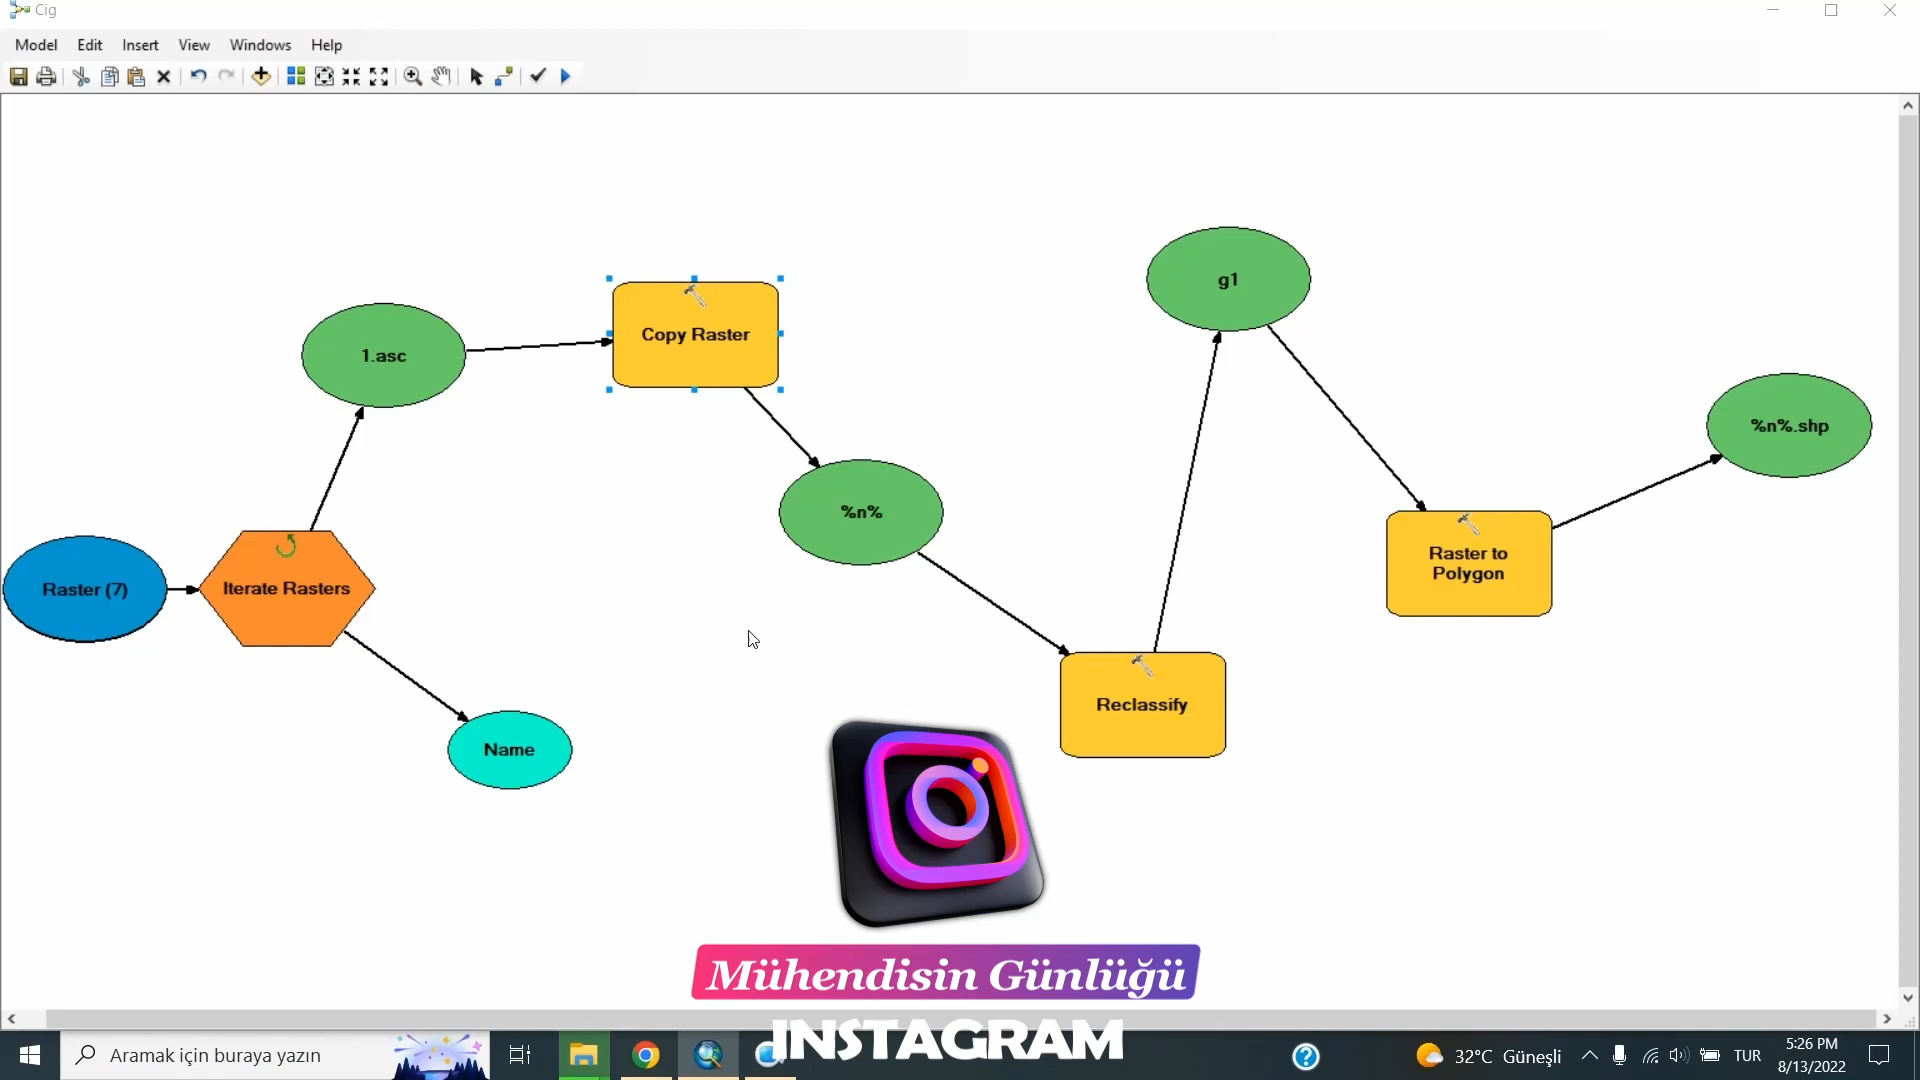 Cig
Model Edit Insert View Windows Help
g1
Copy Raster
1.asc
%n%.shp
%n%
Raster to
Polygon
Raster (7)
Iterate Rasters
Reclassify
Name
Mühendisin Günlüğü
INSTAGRAM
Aramak için buraya yazın
32°C Güneşli
TUR
5:26 PM
8/13/2022